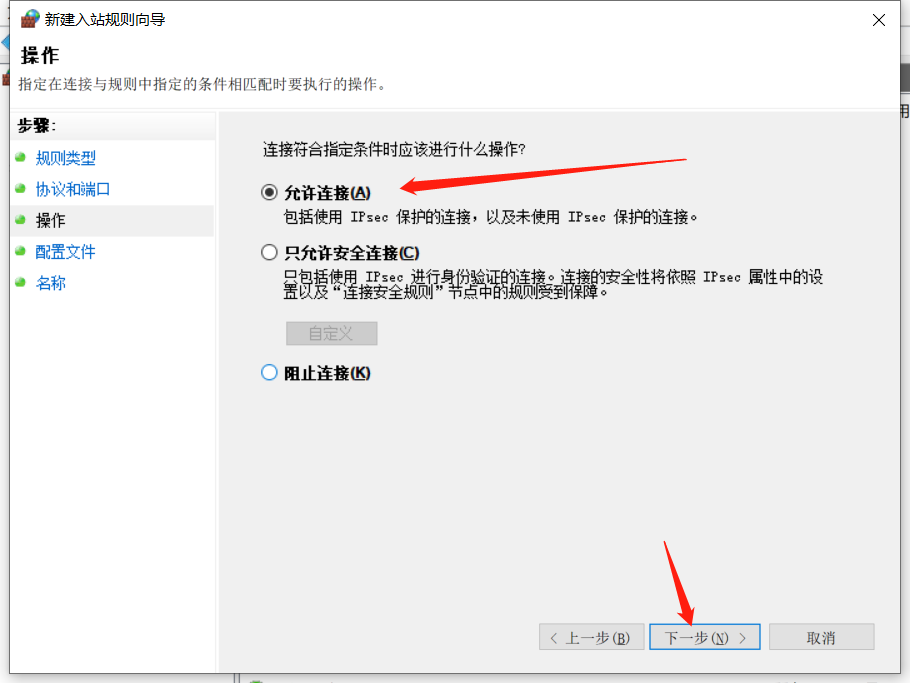 新建入站规则向导
操作
指定在连接与规则中指定的条件相匹配时要执行的操作。
步骤:
规则类型
协议和端口
操作
配置文件
名称
连接符合指定条件时应该进行什么操作?
允许连接(A)
包括使用 IPsec 保护的连接，以及未使用 IPsec 保护的连接。
只允许安全连接(C)
只包括使用 IPsec 进行身份验证的连接。连接的安全性将依照 IPsec 属性中的设
置以及“连接安全规则”节点中的规则受到保障。
自定义
阻止连接(K)
< 上一步(B)
下一步(N) >
取消
用